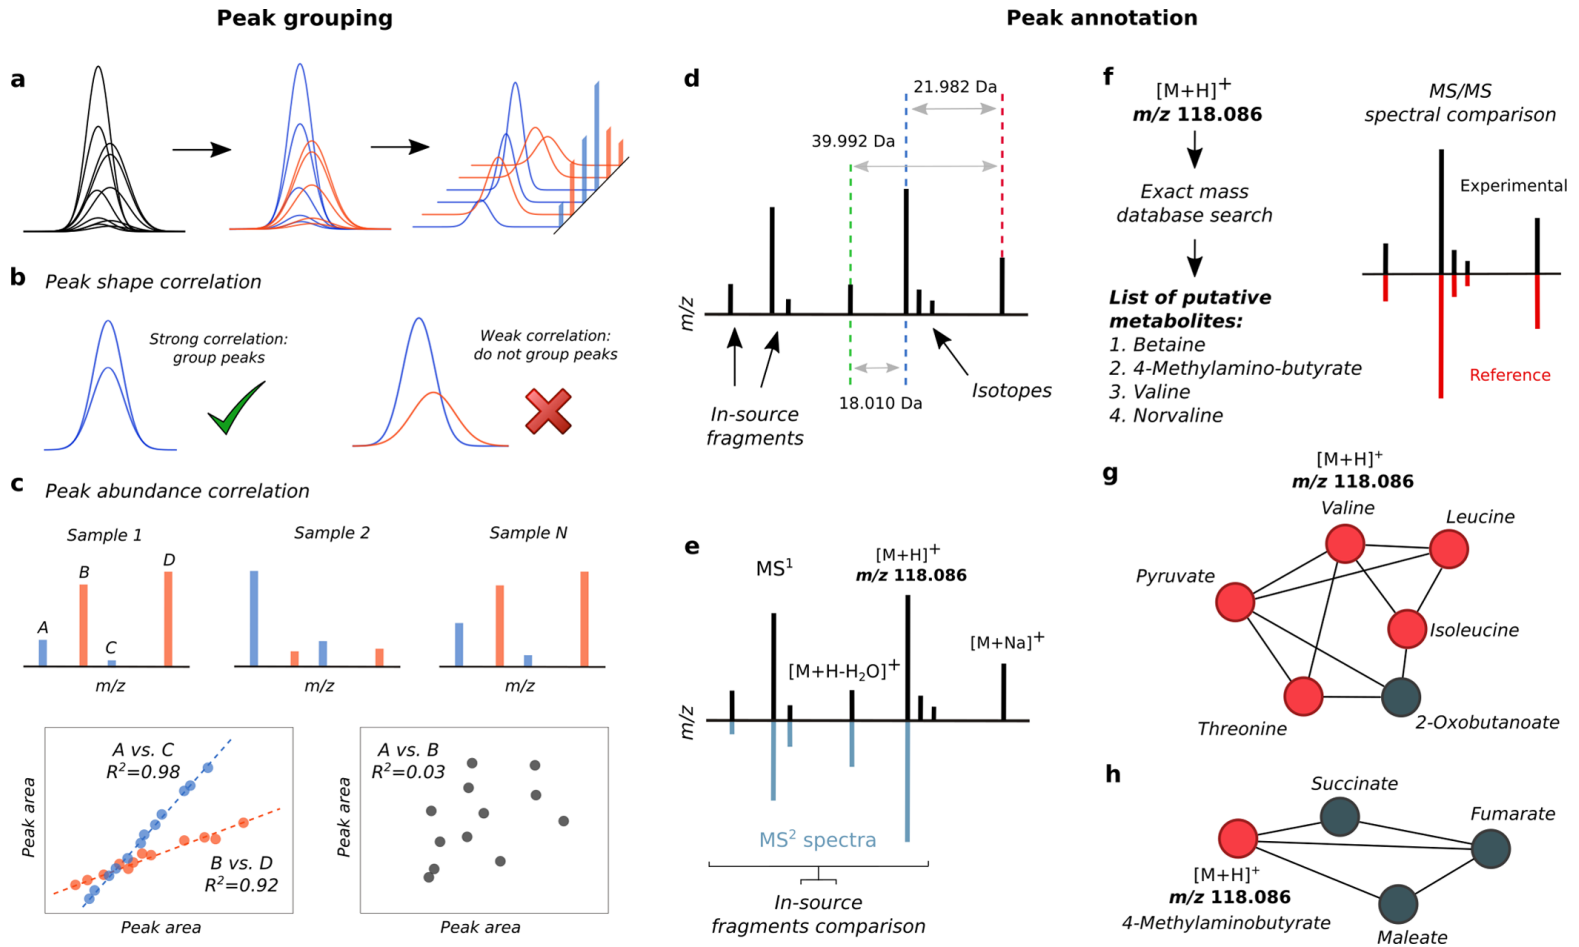 Peak grouping
Peak annotation
a
b
Peak shape correlation
Strong correlation:
group peaks
Weak correlation:
do not group peaks
c
Peak abundance correlation
Sample 1
Sample 2
Sample N
A
B
C
D
m/z
m/z
m/z
A vs. C
R²=0.98
B vs. D
R²=0.92
Peak area
Peak area
A vs. B
R²=0.03
Peak area
Peak area
d
21.982 Da
39.992 Da
m/z
18.010 Da
In-source
fragments
Isotopes
e
MS¹
[M+H]⁺
m/z 118.086
[M+H-H₂O]⁺
[M+Na]⁺
m/z
MS² spectra
In-source
fragments comparison
f
[M+H]⁺
m/z 118.086
Exact mass
database search
List of putative
metabolites:
1. Betaine
2. 4-Methylamino-butyrate
3. Valine
4. Norvaline
MS/MS
spectral comparison
Experimental
Reference
g
[M+H]⁺
m/z 118.086
Valine
Leucine
Pyruvate
Isoleucine
Threonine
2-Oxobutanoate
h
Succinate
Fumarate
[M+H]⁺
m/z 118.086
4-Methylaminobutyrate
Maleate